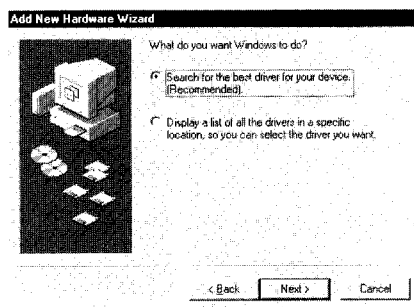 Add New Hardware Wizard
What do you want Windows to do?
Search for the best driver for your device.
(Recommended).
Display a list of all the drivers in a specific
location, so you can select the driver you want.
< Back
Next >
Cancel